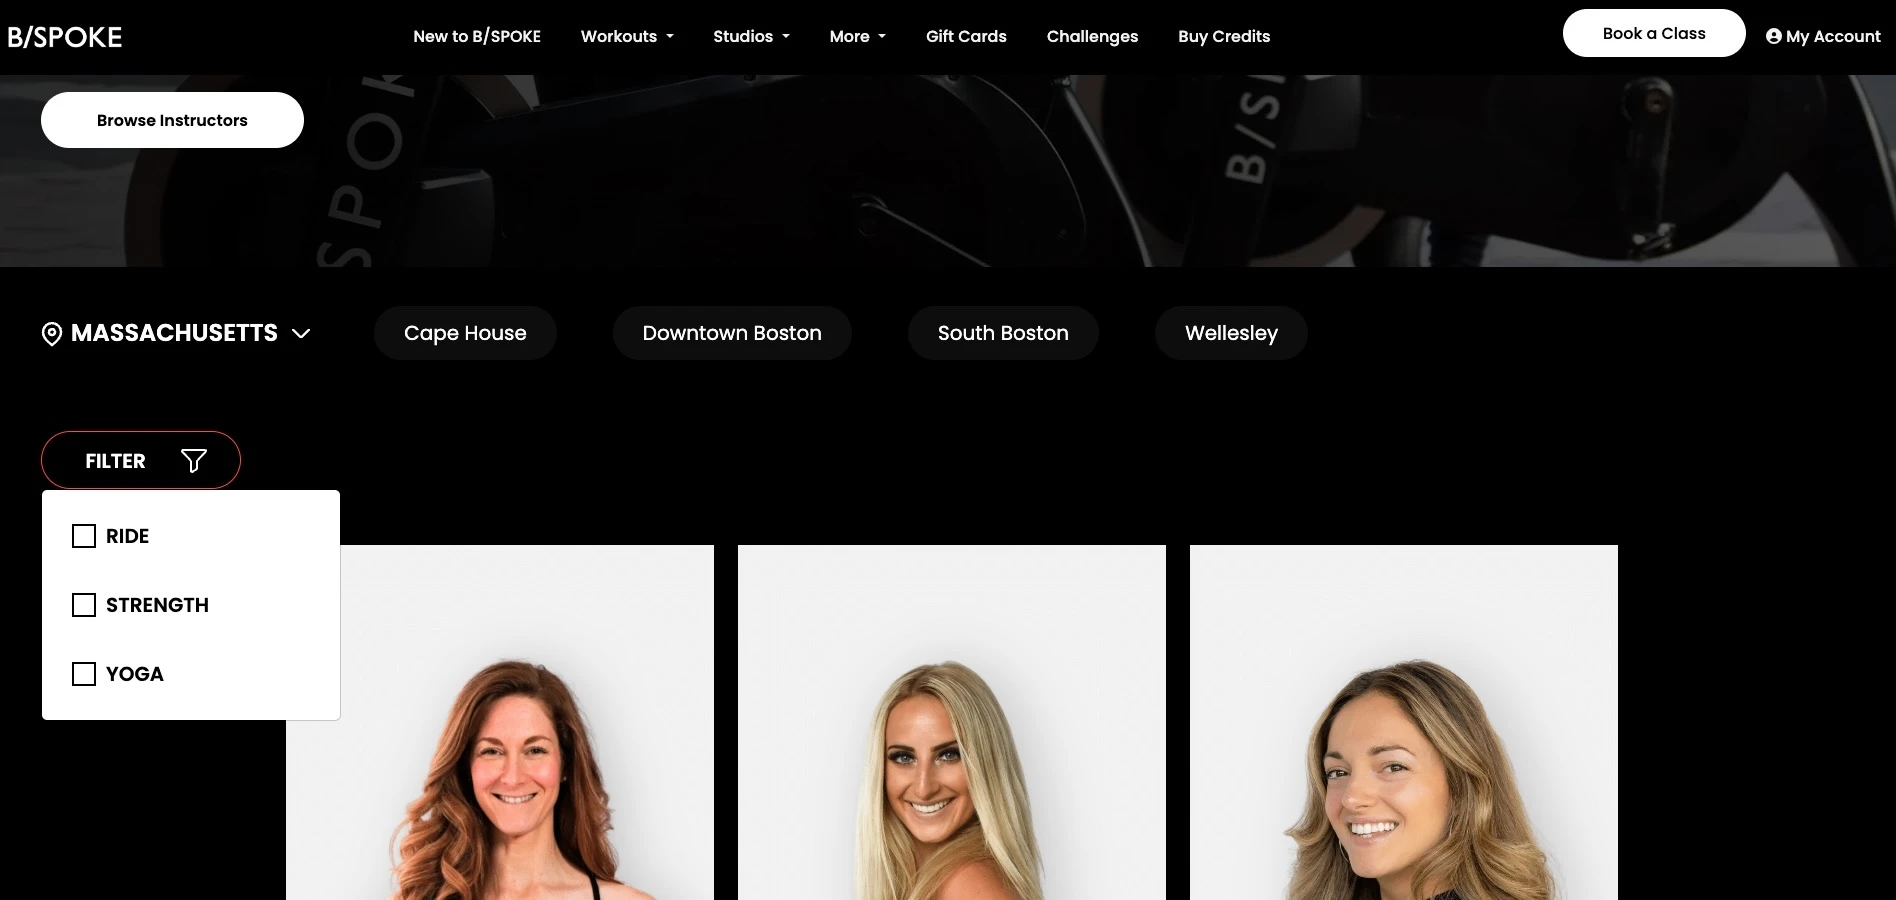 B/SPOKE
New to B/SPOKE
Workouts
Studios
More
Gift Cards
Challenges
Buy Credits
Book a Class
My Account
Browse Instructors
SPOK
B/S
MASSACHUSETTS
Cape House
Downtown Boston
South Boston
Wellesley
FILTER
RIDE
STRENGTH
YOGA